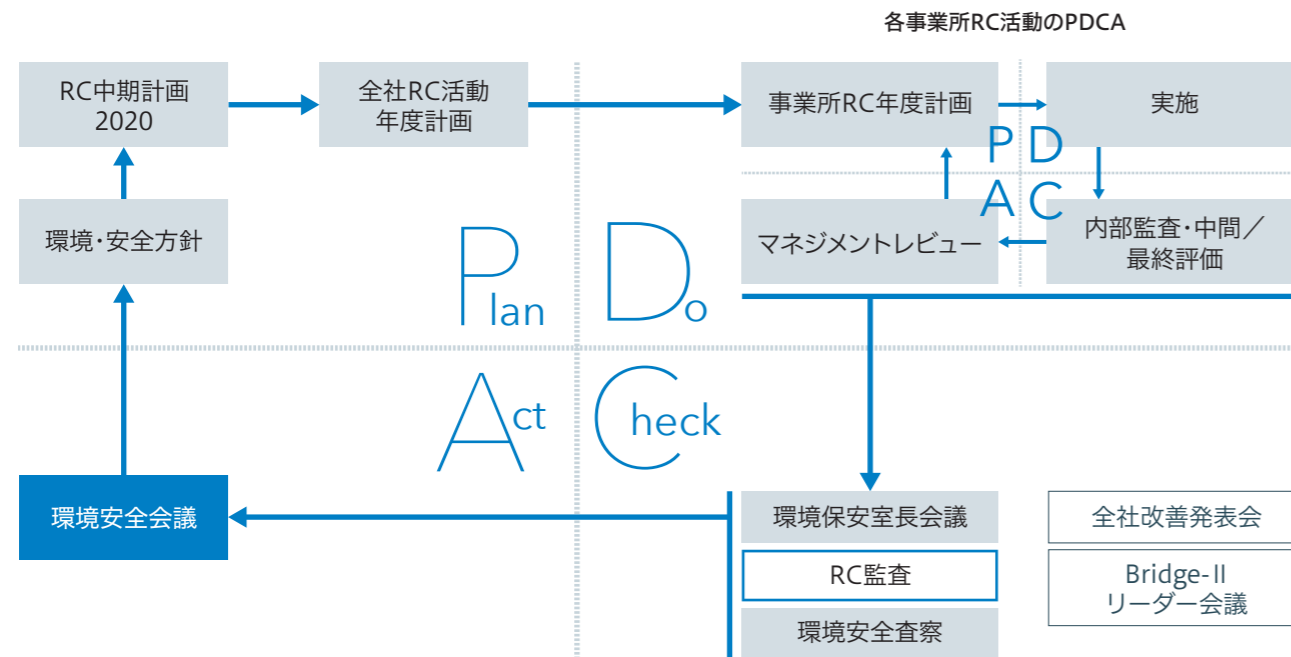 各事業所RC活動のPDCA
RC中期計画
2020
全社RC活動
年度計画
事業所RC年度計画
実施
P D
A C
環境・安全方針
マネジメントレビュー
内部監査・中間／
最終評価
Plan
Do
Act
Check
環境安全会議
環境保安室長会議
全社改善発表会
RC監査
Bridge-II
リーダー会議
環境安全査察